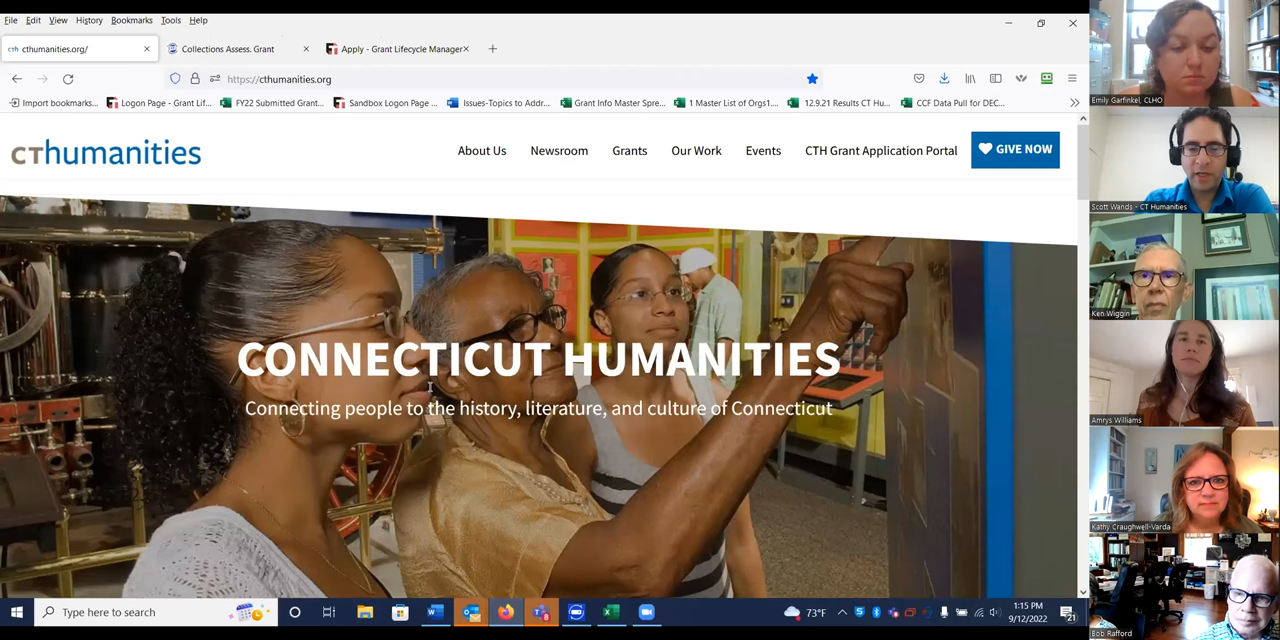 File Edit View History Bookmarks Tools Help
cth cthumanities.org/
Collections Assess. Grant
Apply - Grant Lifecycle Manager
https://cthumanities.org
Import bookmarks...
Logon Page - Grant Lif...
FY22 Submitted Grant...
Sandbox Logon Page ...
Issues-Topics to Addr...
Grant Info Master Spre...
1 Master List of Orgs1....
12.9.21 Results CT Hu...
CCF Data Pull for DEC...
CThumanities
About Us
Newsroom
Grants
Our Work
Events
CTH Grant Application Portal
GIVE NOW
CONNECTICUT HUMANITIES
Connecting people to the history, literature, and culture of Connecticut
Type here to search
73°F
1:15 PM
9/12/2022
21
Emily Garfinkel, CLHO
Scott Wands - CT Humanities
Ken Wiggin
Amrys Williams
Kathy Craughwell-Varda
Bob Rafford